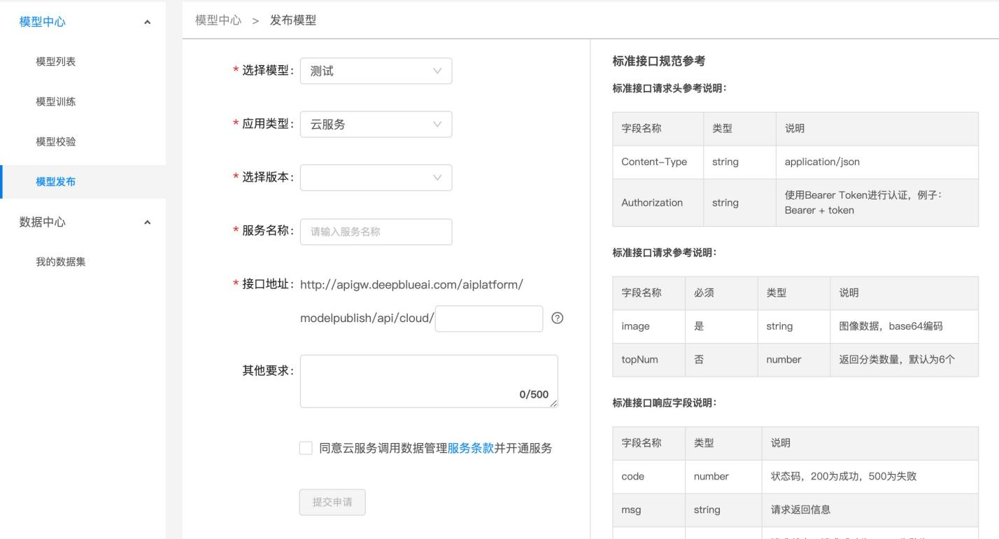 模型中心
模型列表
模型训练
模型校验
模型发布
数据中心
我的数据集
模型中心 > 发布模型
* 选择模型: 测试
* 应用类型: 云服务
* 选择版本:
* 服务名称: 请输入服务名称
* 接口地址: http://apigw.deepblueai.com/aiplatform/
modelpublish/api/cloud/
其他要求:
0/500
同意云服务调用数据管理服务条款并开通服务
提交申请
标准接口规范参考
标准接口请求头参考说明:
字段名称 类型 说明
Content-Type string application/json
Authorization string 使用Bearer Token进行认证，例子:
Bearer + token
标准接口请求参考说明:
字段名称 必须 类型 说明
image 是 string 图像数据，base64编码
topNum 否 number 返回分类数量，默认为6个
标准接口响应字段说明:
字段名称 类型 说明
code number 状态码，200为成功，500为失败
msg string 请求返回信息